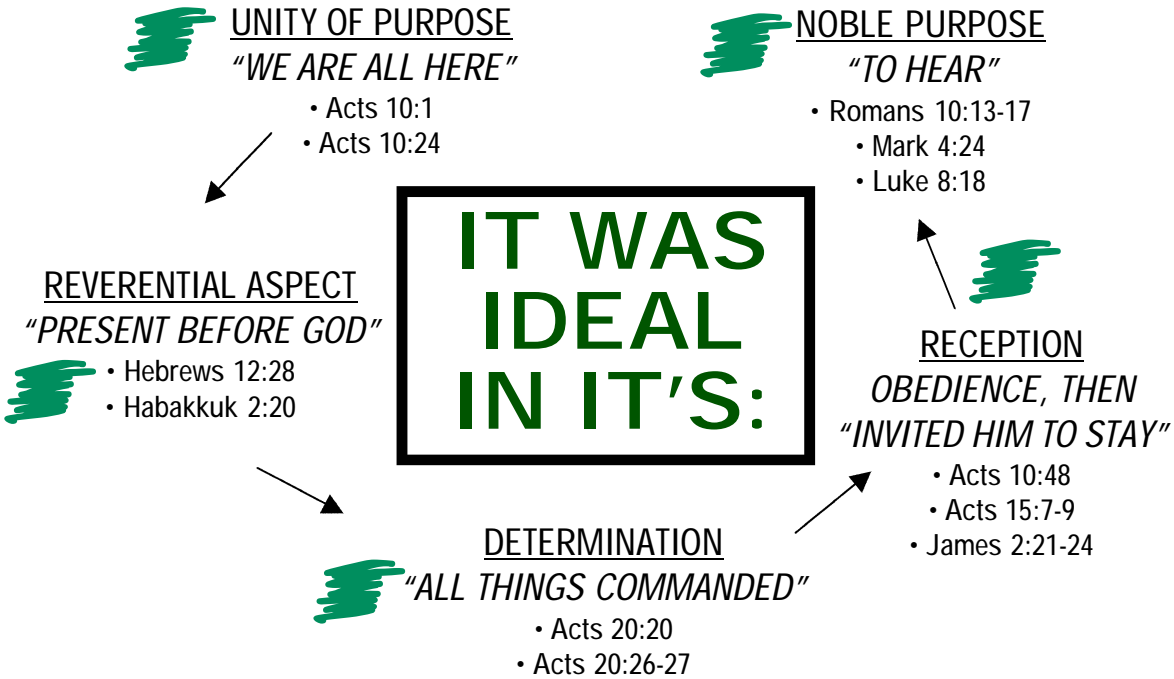 UNITY OF PURPOSE
“WE ARE ALL HERE”
• Acts 10:1
• Acts 10:24
NOBLE PURPOSE
“TO HEAR”
• Romans 10:13-17
• Mark 4:24
• Luke 8:18
IT WAS
IDEAL
IN IT’S:
REVERENTIAL ASPECT
“PRESENT BEFORE GOD”
• Hebrews 12:28
• Habakkuk 2:20
RECEPTION
OBEDIENCE, THEN
“INVITED HIM TO STAY”
• Acts 10:48
• Acts 15:7-9
• James 2:21-24
DETERMINATION
“ALL THINGS COMMANDED”
• Acts 20:20
• Acts 20:26-27